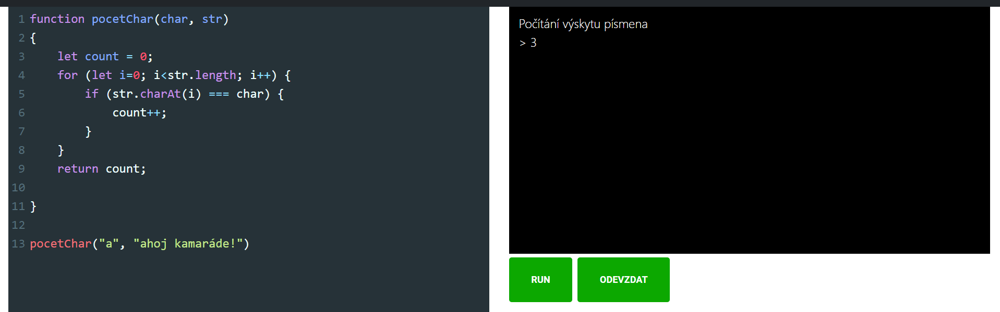 1 function pocetChar(char, str)
2 {
3     let count = 0;
4     for (let i=0; i<str.length; i++) {
5         if (str.charAt(i) === char) {
6             count++;
7         }
8     }
9     return count;
10
11 }
12
13 pocetChar("a", "ahoj kamaráde!")
Počítání výskytu písmena
> 3
RUN ODEVZDAT